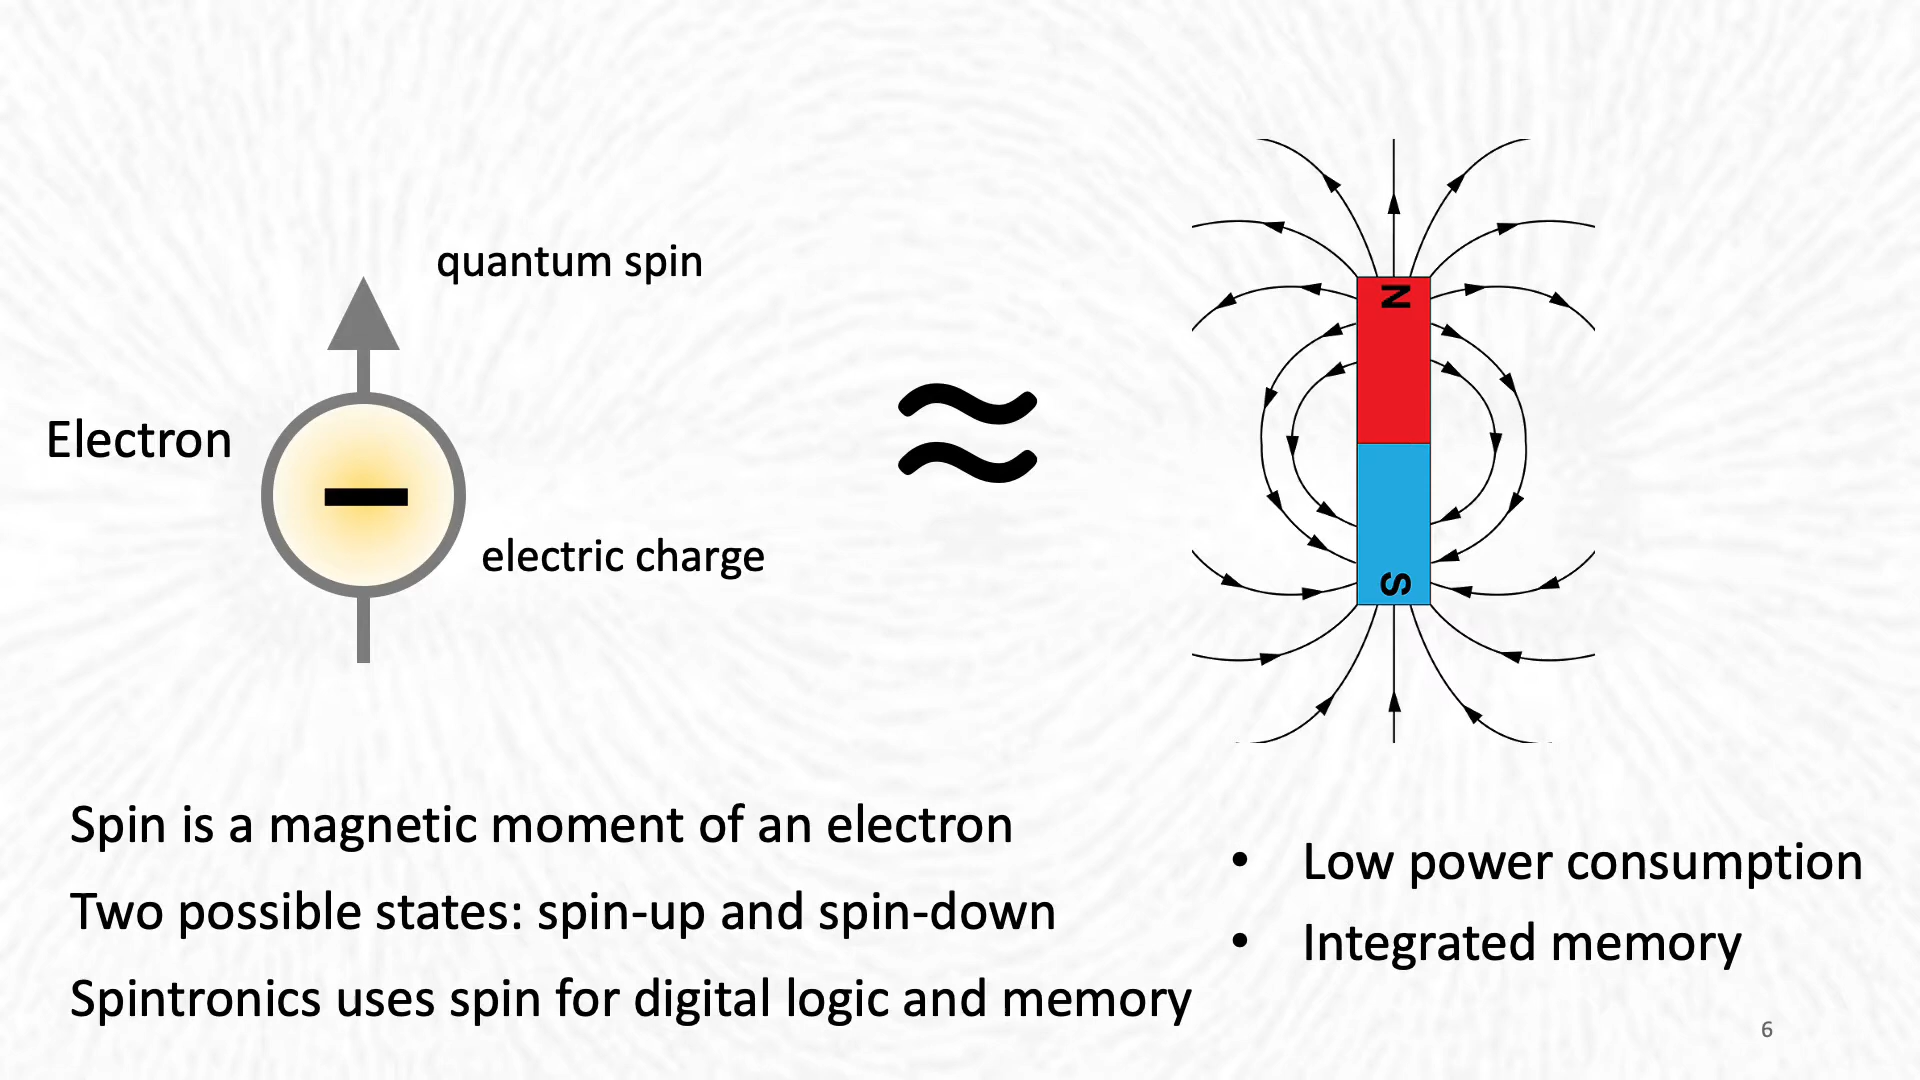 quantum spin
Electron
electric charge
≈
N
S
Spin is a magnetic moment of an electron
Two possible states: spin-up and spin-down
Spintronics uses spin for digital logic and memory
• Low power consumption
• Integrated memory
6